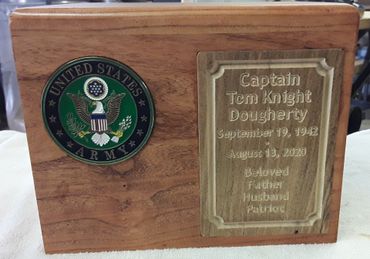 UNITED STATES
ARMY
Captain
Tom Knight
Dougherty
September 19, 1942
-
August 13, 2020
Beloved
Father
Husband
Patriot